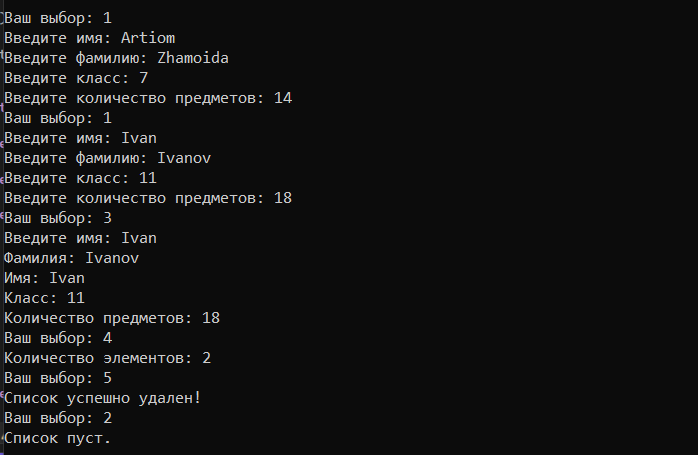 Ваш выбор: 1
Введите имя: Artiom
Введите фамилию: Zhamoida
Введите класс: 7
Введите количество предметов: 14
Ваш выбор: 1
Введите имя: Ivan
Введите фамилию: Ivanov
Введите класс: 11
Введите количество предметов: 18
Ваш выбор: 3
Введите имя: Ivan
Фамилия: Ivanov
Имя: Ivan
Класс: 11
Количество предметов: 18
Ваш выбор: 4
Количество элементов: 2
Ваш выбор: 5
Список успешно удален!
Ваш выбор: 2
Список пуст.